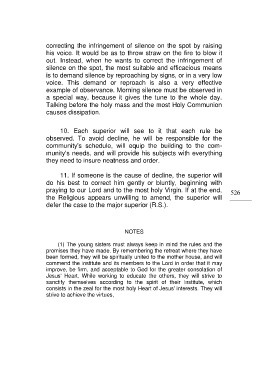 correcting the infringement of silence on the spot by raising
his voice. It would be as to throw straw on the fire to blow it
out. Instead, when he wants to correct the infringement of
silence on the spot, the most suitable and efficacious means
is to demand silence by reproaching by signs, or in a very low
voice. This demand or reproach is also a very effective
example of observance. Morning silence must be observed in
a special way, because it gives the tune to the whole day.
Talking before the holy mass and the most Holy Communion
causes dissipation.
10. Each superior will see to it that each rule be
observed. To avoid decline, he will be responsible for the
community's schedule, will equip the building to the com-
munity's needs, and will provide his subjects with everything
they need to insure neatness and order.
11. If someone is the cause of decline, the superior will
do his best to correct him gently or bluntly, beginning with
praying to our Lord and to the most holy Virgin. If at the end,
the Religious appears unwilling to amend, the superior will
defer the case to the major superior (R.S.).
526
NOTES
(1) The young sisters must always keep in mind the rules and the
promises they have made. By remembering the retreat where they have
been formed, they will be spiritually united to the mother house, and will
commend the institute and its members to the Lord in order that it may
improve, be firm, and acceptable to God for the greater consolation of
Jesus' Heart. While working to educate the others, they will strive to
sanctify themselves according to the spirit of their institute, which
consists in the zeal for the most holy Heart of Jesus' interests. They will
strive to achieve the virtues,